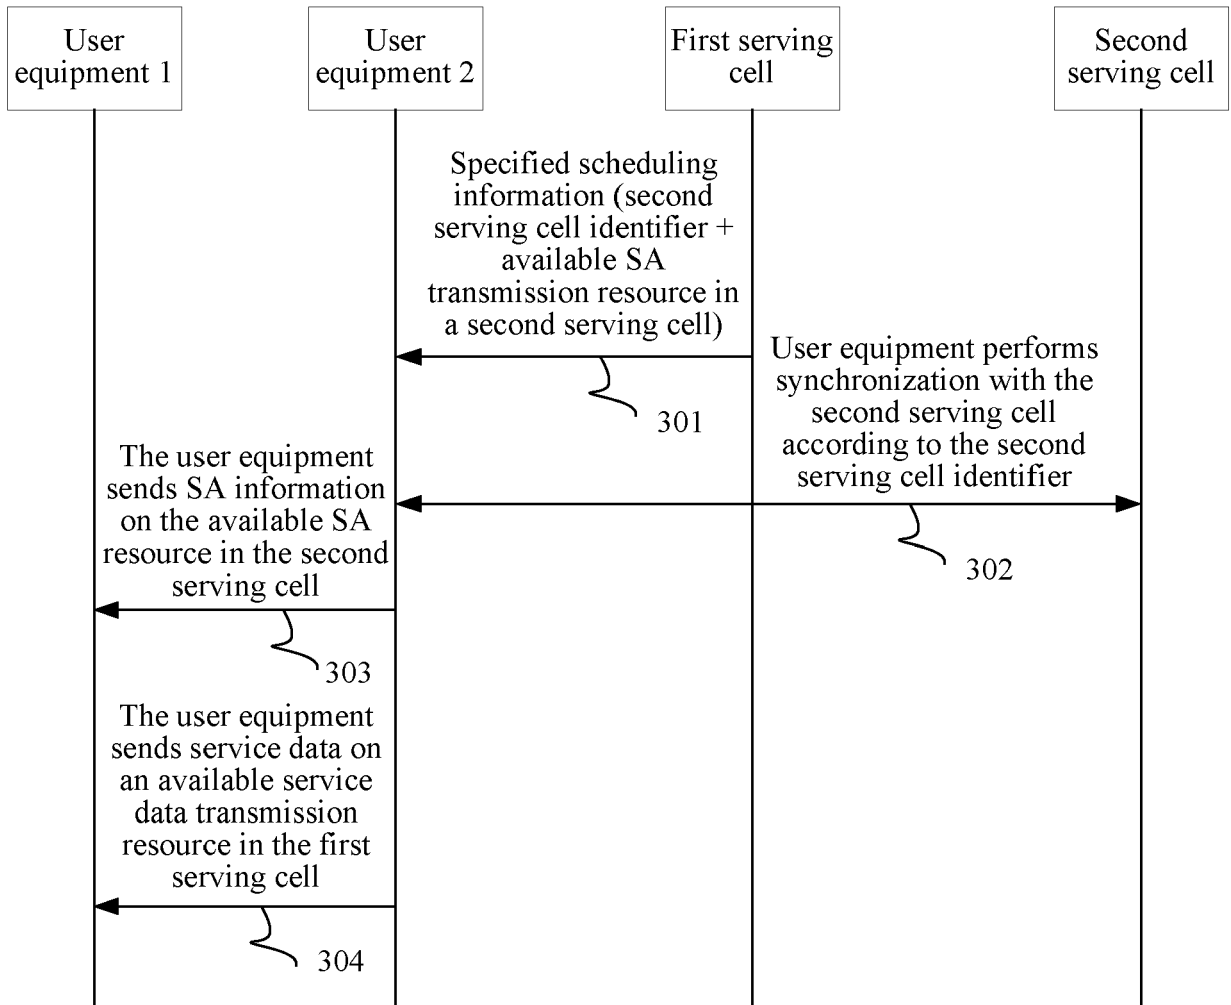 User
equipment 1
User
equipment 2
First serving
cell
Second
serving cell
Specified scheduling
information (second
serving cell identifier +
available SA
transmission resource in
a second serving cell)
301
User equipment performs
synchronization with the
second serving cell
according to the second
serving cell identifier
302
The user equipment
sends SA information
on the available SA
resource in the second
serving cell
303
The user equipment
sends service data on
an available service
data transmission
resource in the first
serving cell
304